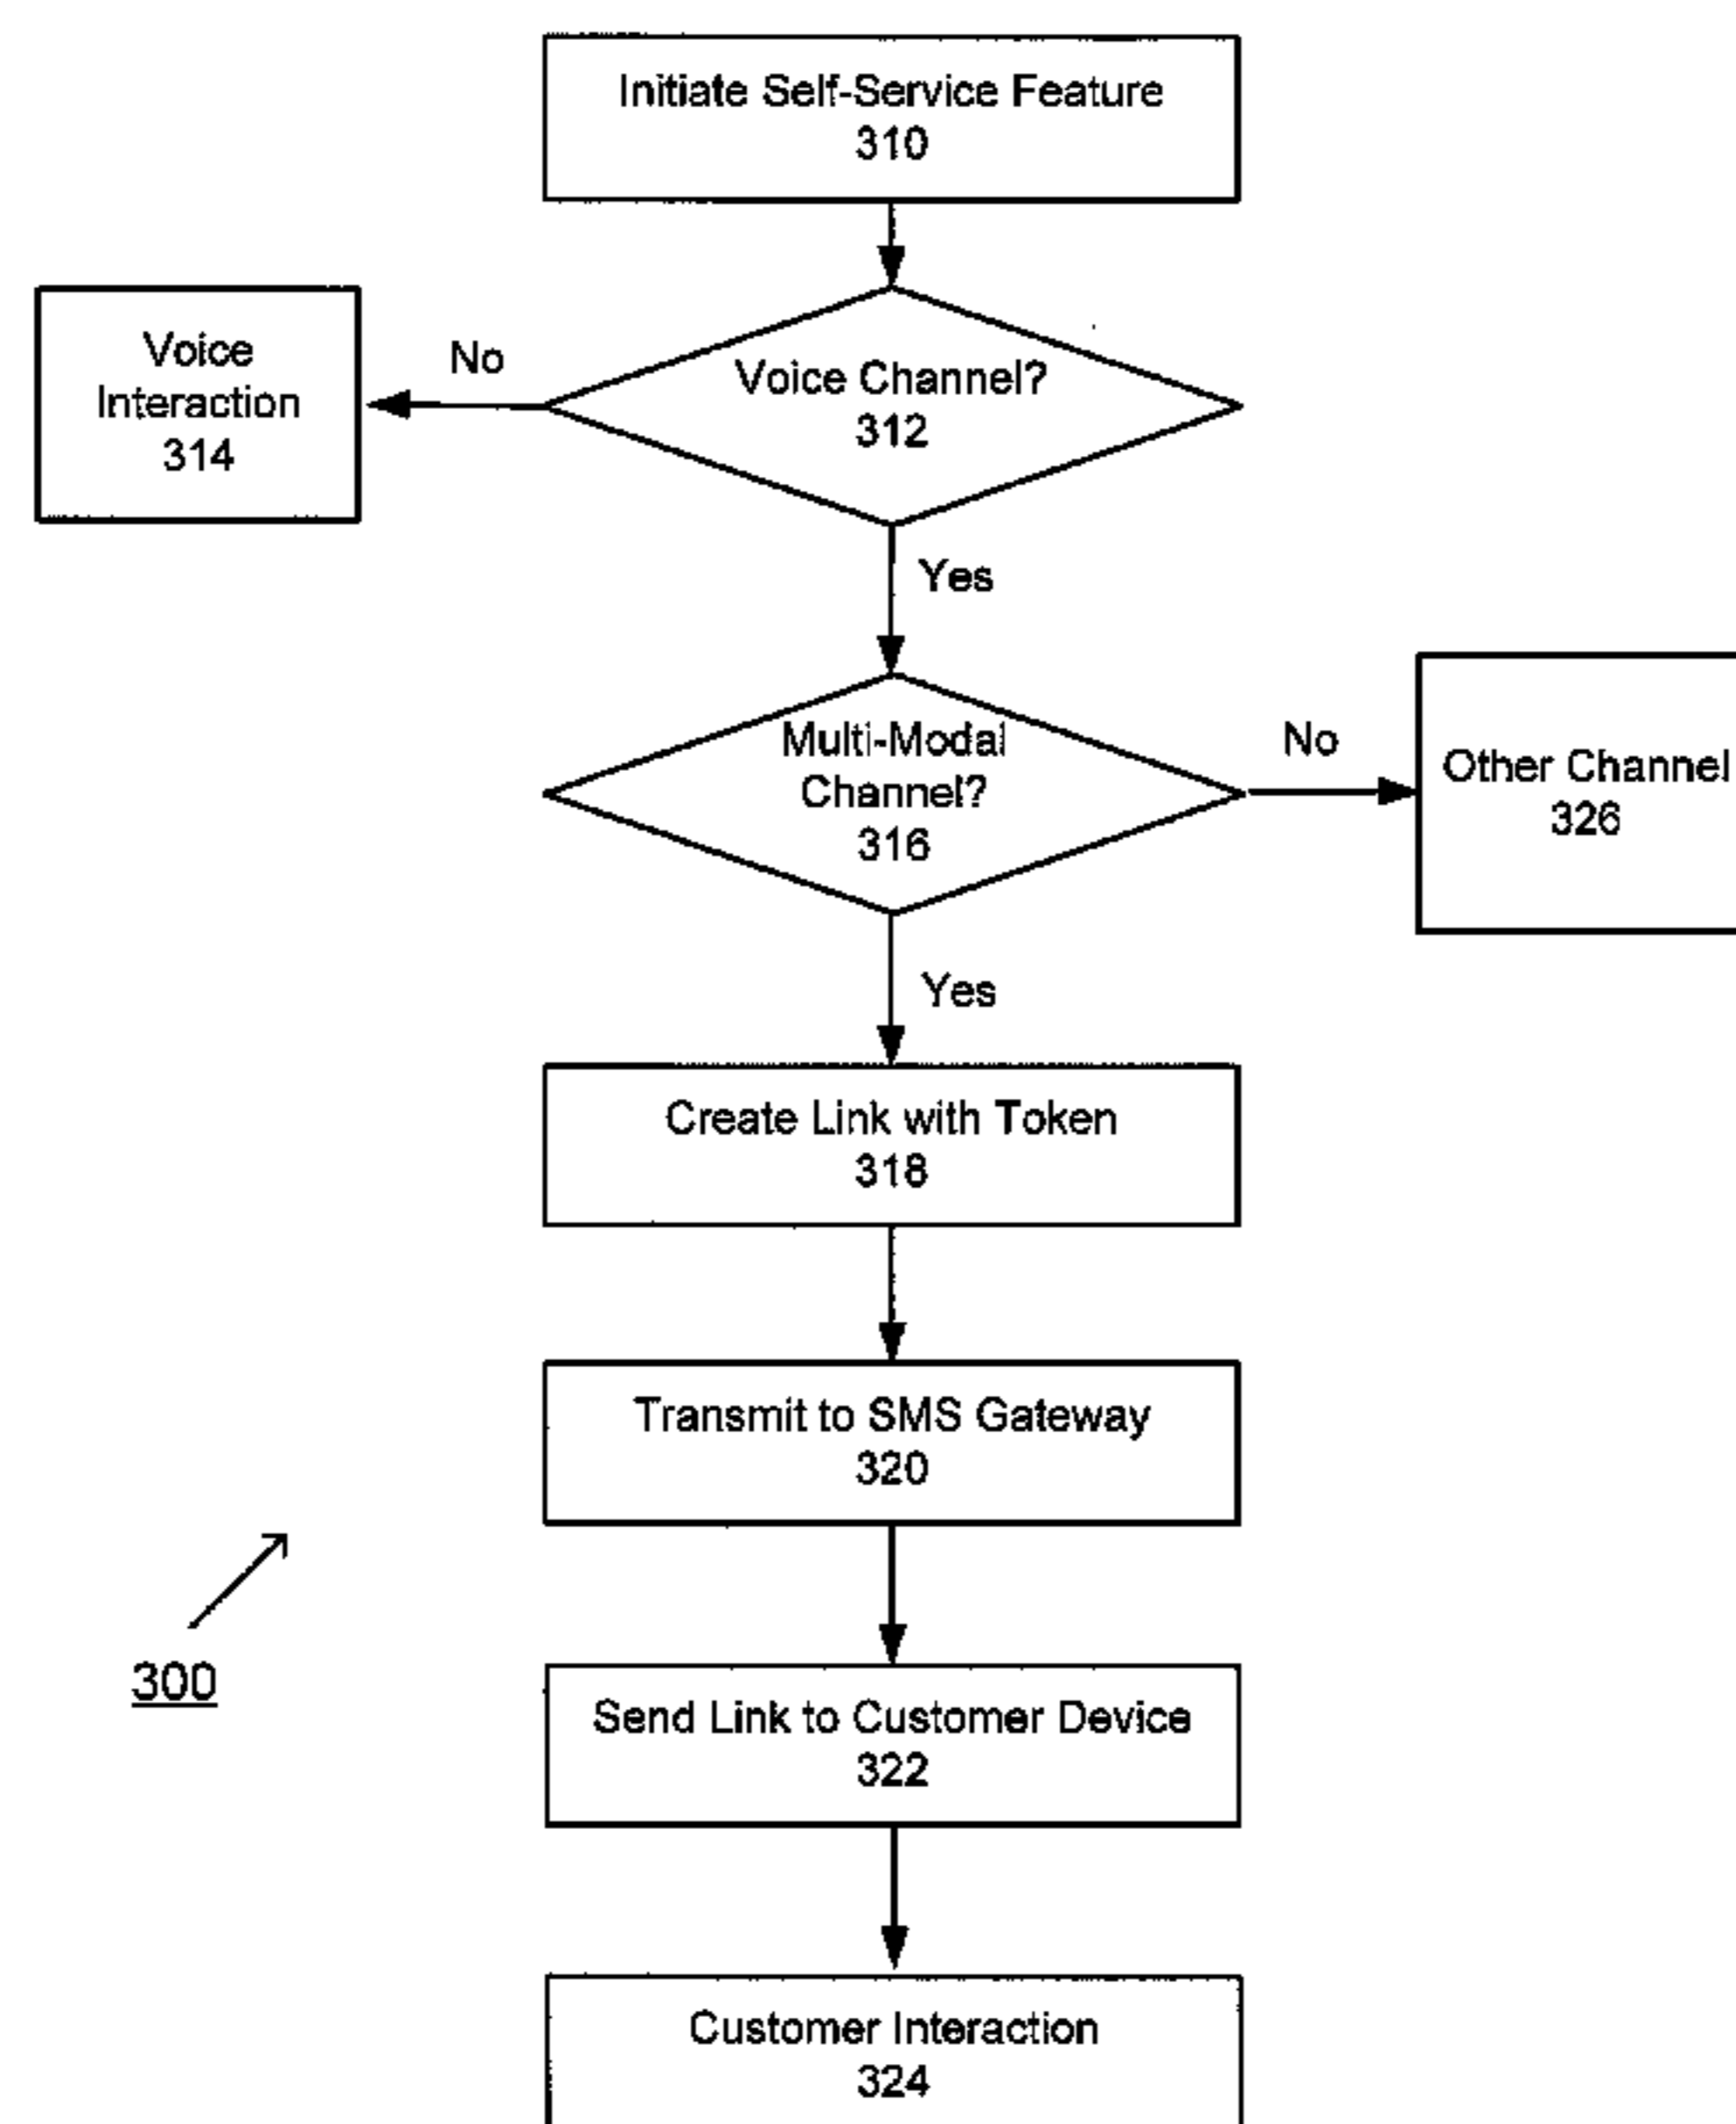 Initiate Self-Service Feature
310
Voice
Interaction
314
No
Voice Channel?
312
Yes
Multi-Modal
Channel?
316
No
Other Channel
326
Yes
Create Link with Token
318
Transmit to SMS Gateway
320
300
Send Link to Customer Device
322
Customer Interaction
324